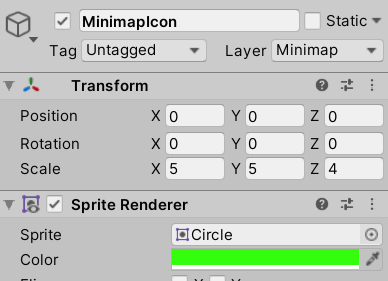 MinimapIcon Static
Tag Untagged Layer Minimap
Transform
Position X 0 Y 0 Z 0
Rotation X 0 Y 0 Z 0
Scale X 5 Y 5 Z 4
Sprite Renderer
Sprite Circle
Color